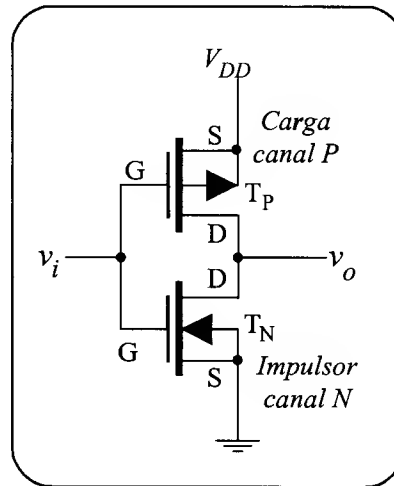 V_DD
S
Carga
canal P
G
T_P
D
v_i
v_o
D
T_N
G
S
Impulsor
canal N